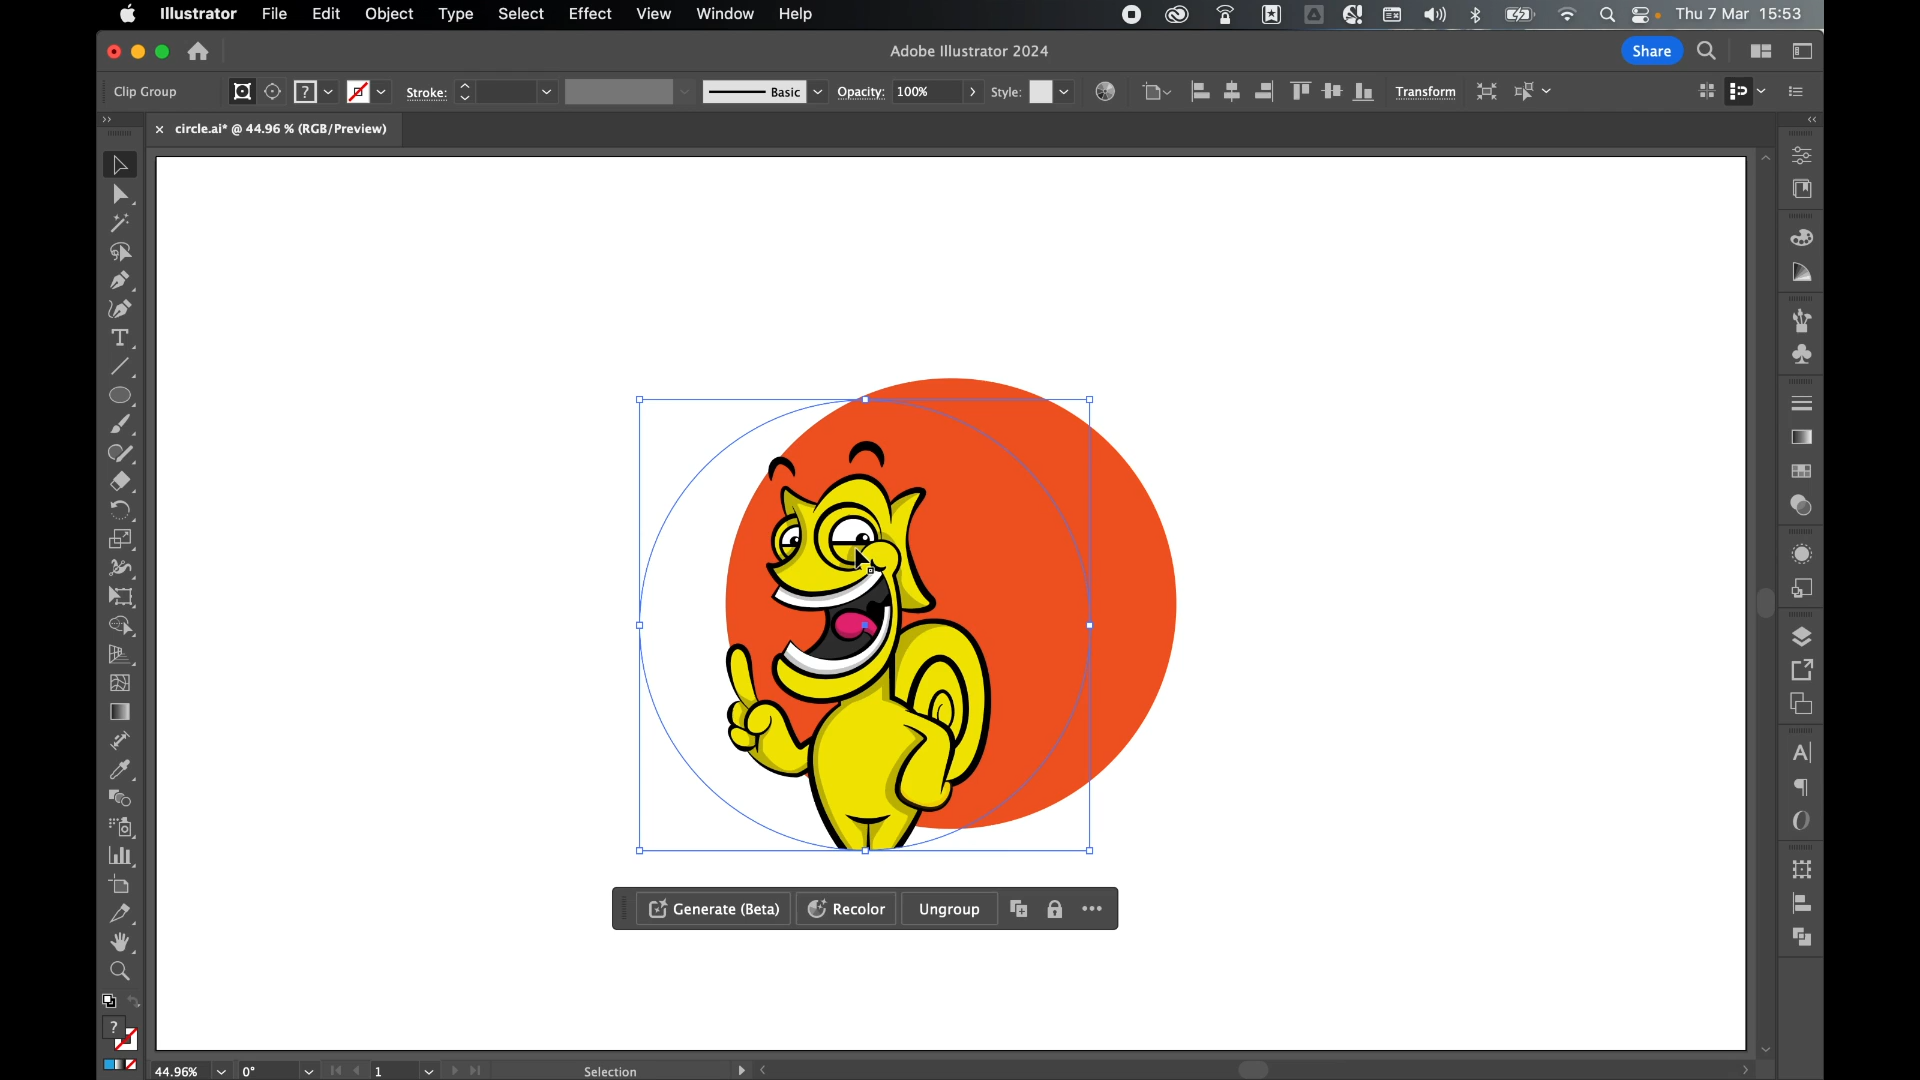 Illustrator File Edit Object Type Select Effect View Window Help Thu 7 Mar 15:53
Adobe Illustrator 2024 Share
Clip Group ? Stroke: Basic Opacity: 100% Style: Transform
× circle.ai* @ 44.96 % (RGB/Preview)
Generate (Beta) Recolor Ungroup
?
44.96% 0° 1 Selection